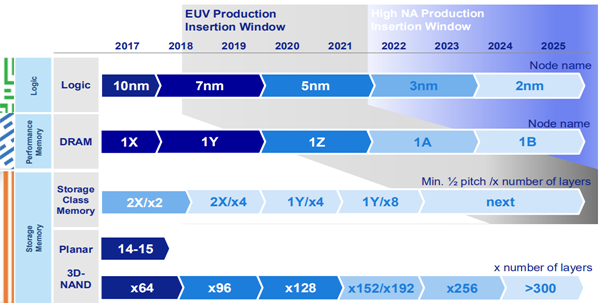 EUV Production
Insertion Window
High NA Production
Insertion Window
2017 2018 2019 2020 2021 2022 2023 2024 2025
Node name
Logic
Logic
10nm 7nm 5nm 3nm 2nm
Node name
Performance
Memory
DRAM
1X 1Y 1Z 1A 1B
Min. ½ pitch /x number of layers
Storage Memory
Storage
Class
Memory
2X/x2 2X/x4 1Y/x4 1Y/x8 next
Planar
14-15
x number of layers
3D-
NAND
x64 x96 x128 x152/x192 x256 >300